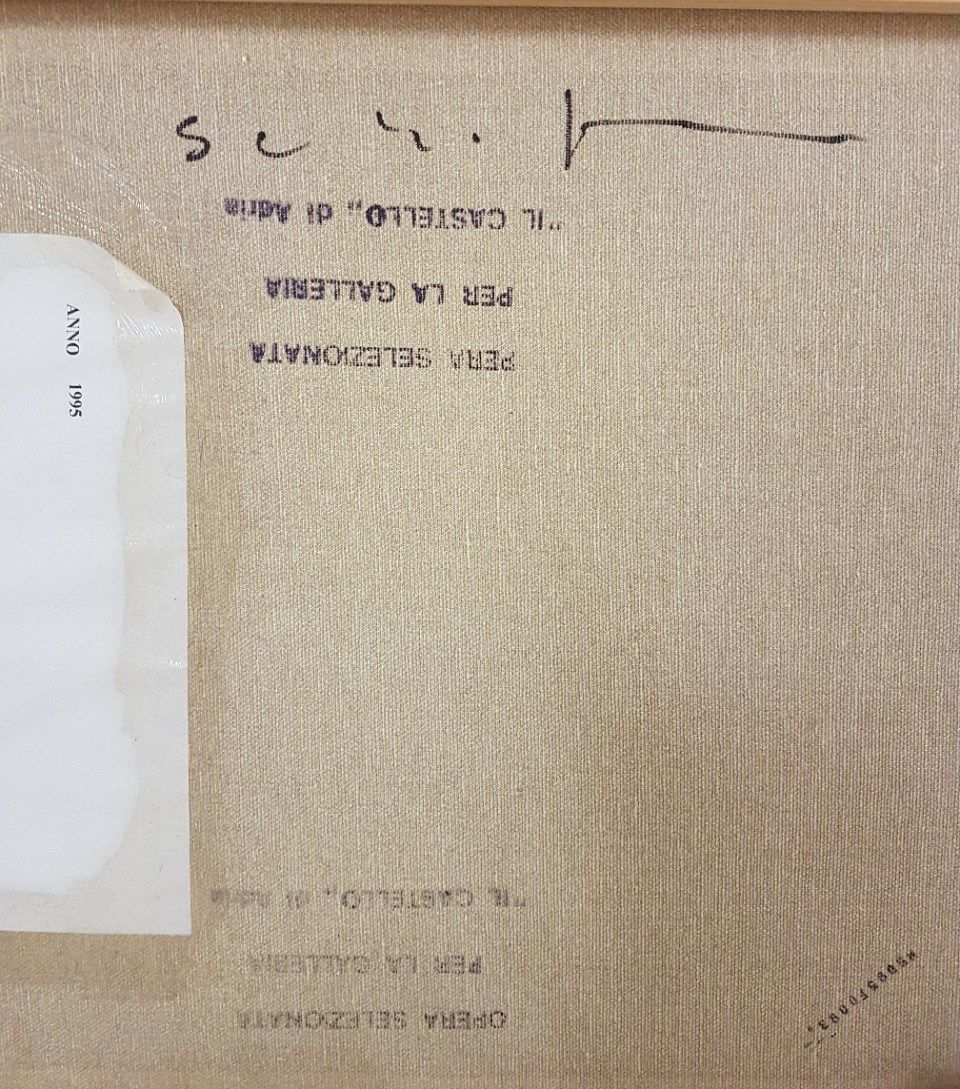 ANNO 1995
OPERA SELEZIONATA
PER LA GALLERIA
"IL CASTELLO,, di Adria
PERA SELEZIONATA
PER LA GALLERIA
"IL CASTELLO,, di Adria